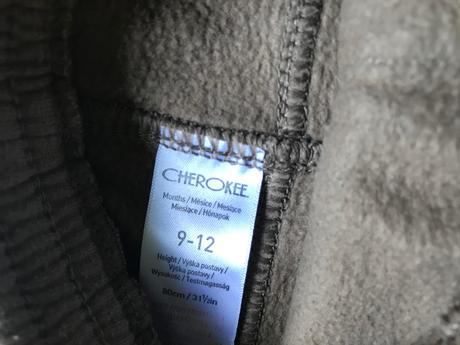 CHEROKEE
Months / Měsíce / Mesiace
Miesiące / Hónapok
9-12
Height / Výška postavy /
Výška postavy /
Wysokość / Testmagasság
80cm / 31½in